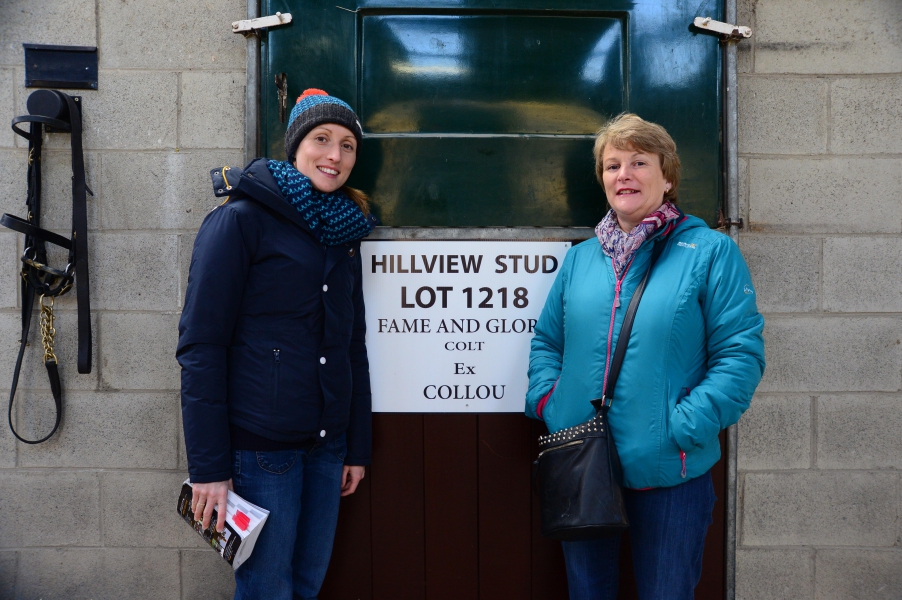 HILLVIEW STUD
LOT 1218
FAME AND GLOR
COLT
Ex
COLLOU